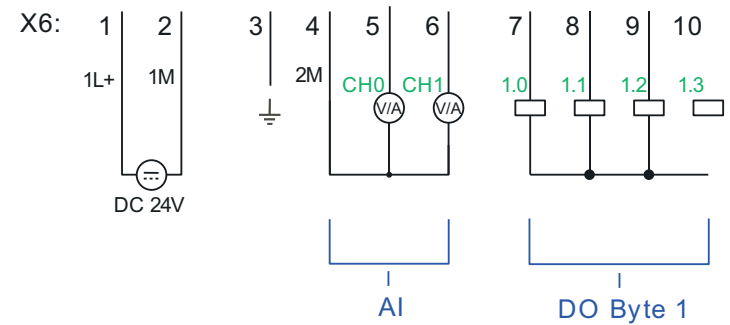 X6: 1 2 3 4 5 6 7 8 9 10
1L+ 1M 2M CH0 CH1 1.0 1.1 1.2 1.3
V/A V/A
DC 24V
AI DO Byte 1